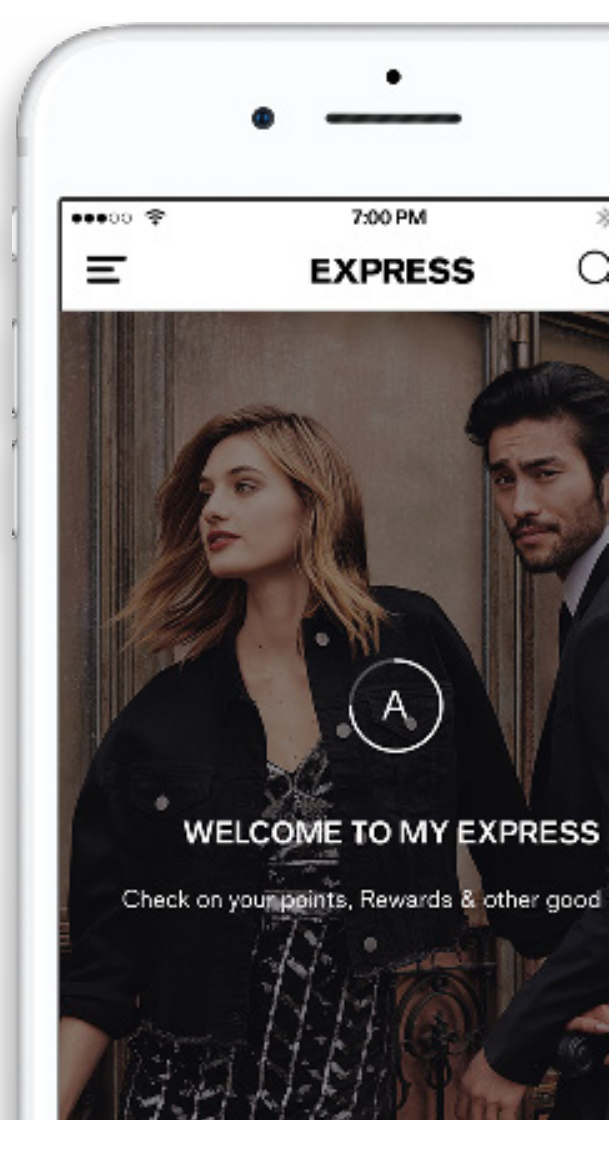 7:00 PM
EXPRESS
A
WELCOME TO MY EXPRESS
Check on your points, Rewards & other good